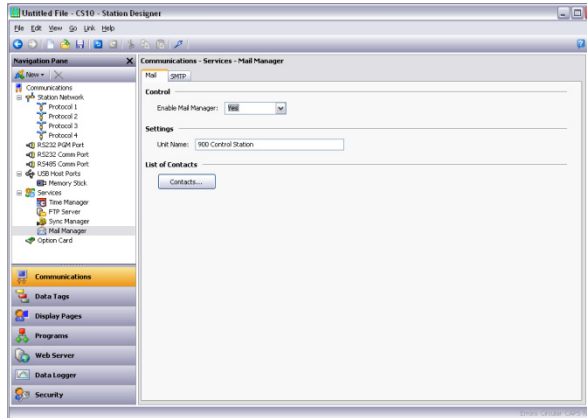 Untitled File - CS10 - Station Designer
File Edit View Go Link Help
Navigation Pane
New
Communications
Station Network
Protocol 1
Protocol 2
Protocol 3
Protocol 4
RS232 PGM Port
RS232 Comm Port
RS485 Comm Port
USB Host Ports
Memory Stick
Services
Time Manager
FTP Server
Sync Manager
Mail Manager
Option Card
Communications
Data Tags
Display Pages
Programs
Web Server
Data Logger
Security
Communications - Services - Mail Manager
Mail SMTP
Control
Enable Mail Manager: Yes
Settings
Unit Name: 900 Control Station
List of Contacts
Contacts...
Errors Circular CAPS